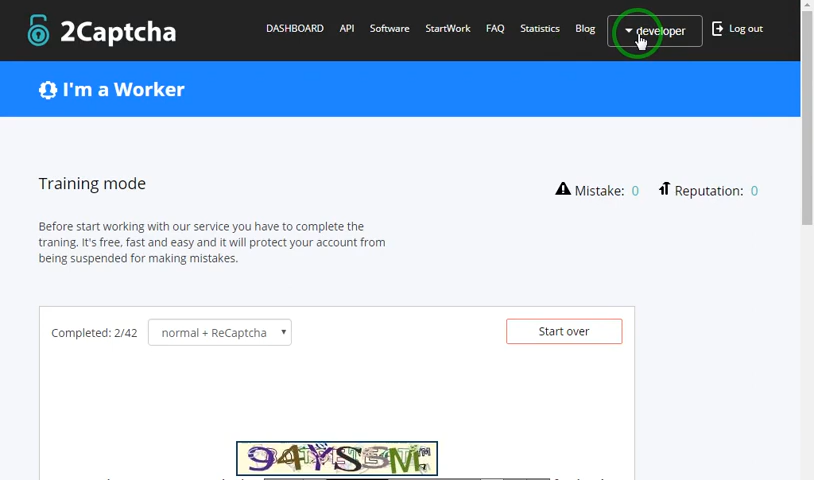 2Captcha
DASHBOARD API Software StartWork FAQ Statistics Blog developer Log out
I'm a Worker
Training mode
Mistake: 0 Reputation: 0
Before start working with our service you have to complete the
traning. It's free, fast and easy and it will protect your account from
being suspended for making mistakes.
Completed: 2/42 normal + ReCaptcha Start over